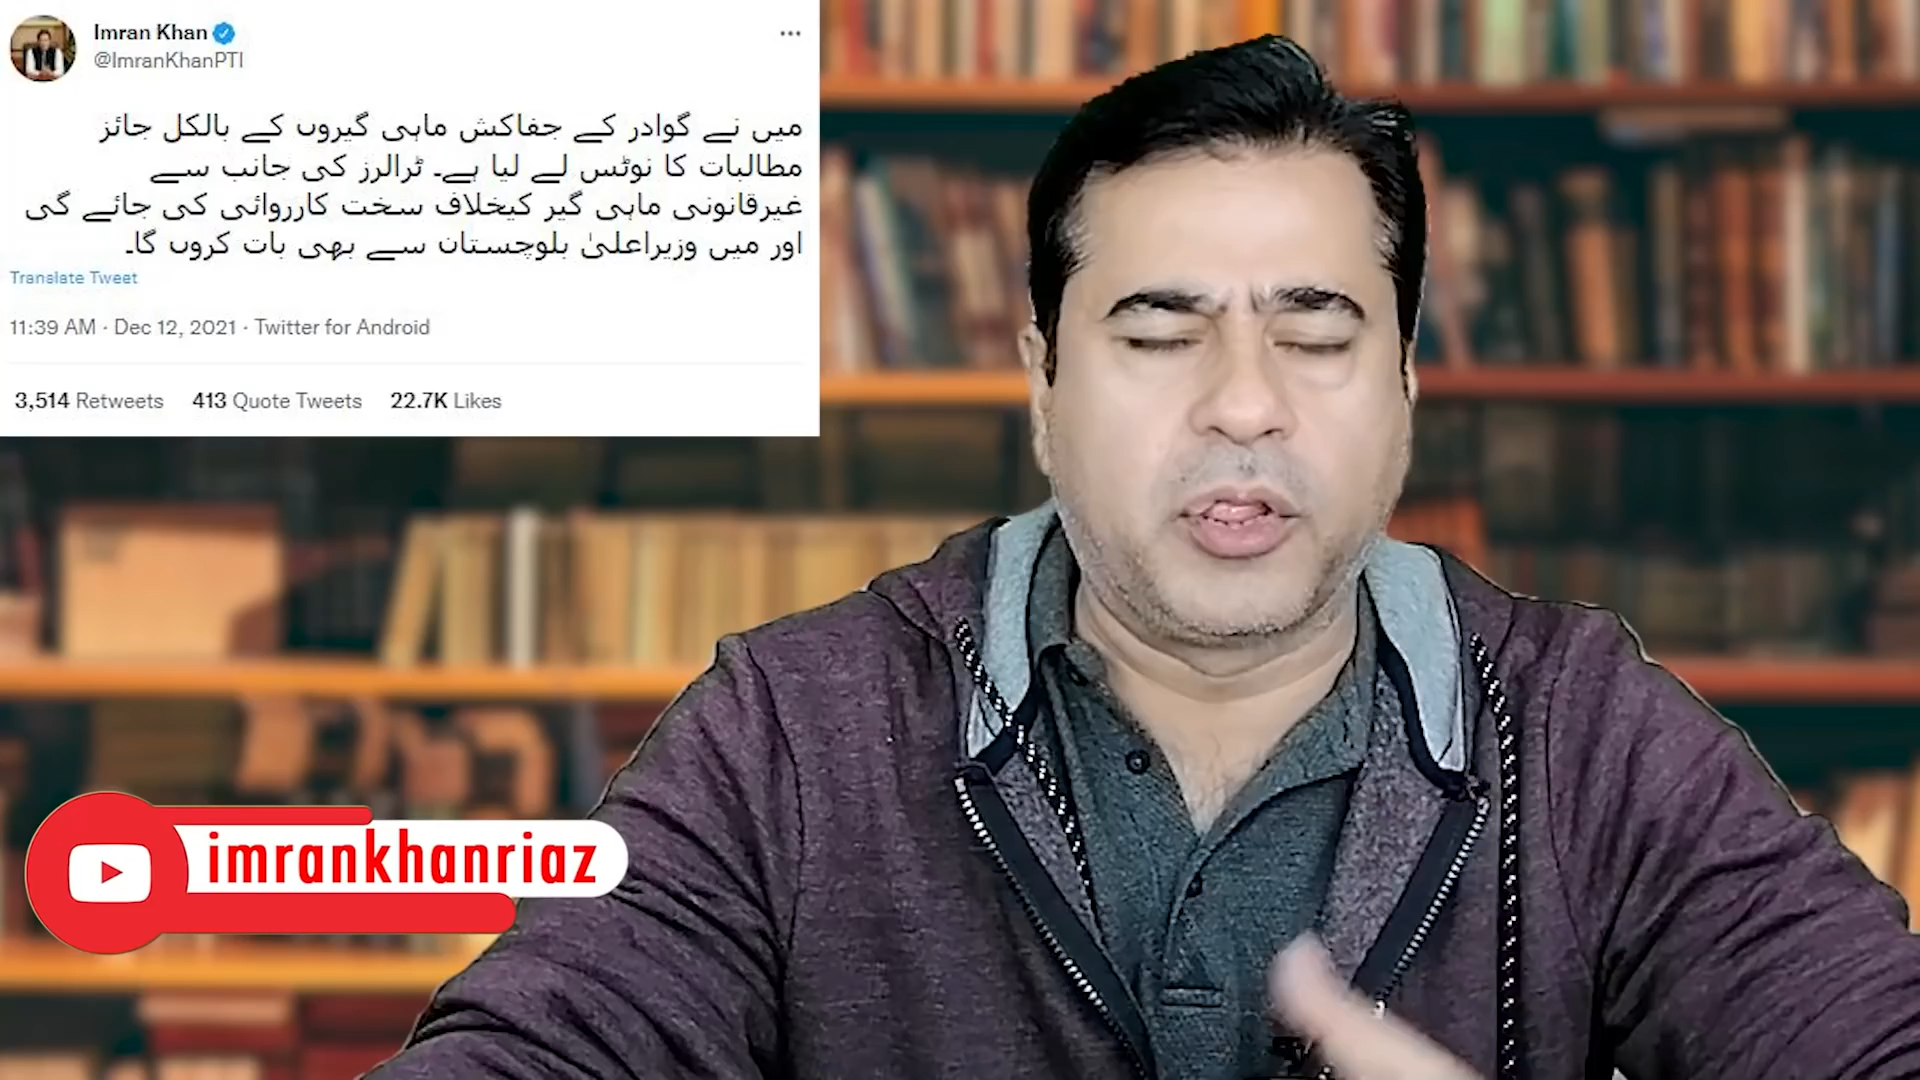 Imran Khan
@ImranKhanPTI
میں نے گوادر کے جفاکش ماہی گیروں کے بالکل جائز
مطالبات کا نوٹس لے لیا ہے۔ ٹرالرز کی جانب سے
غیرقانونی ماہی گیر کیخلاف سخت کارروائی کی جائے گی
اور میں وزیراعلیٰ بلوچستان سے بھی بات کروں گا۔
Translate Tweet
11:39 AM · Dec 12, 2021 · Twitter for Android
3,514 Retweets 413 Quote Tweets 22.7K Likes
imrankhanriaz